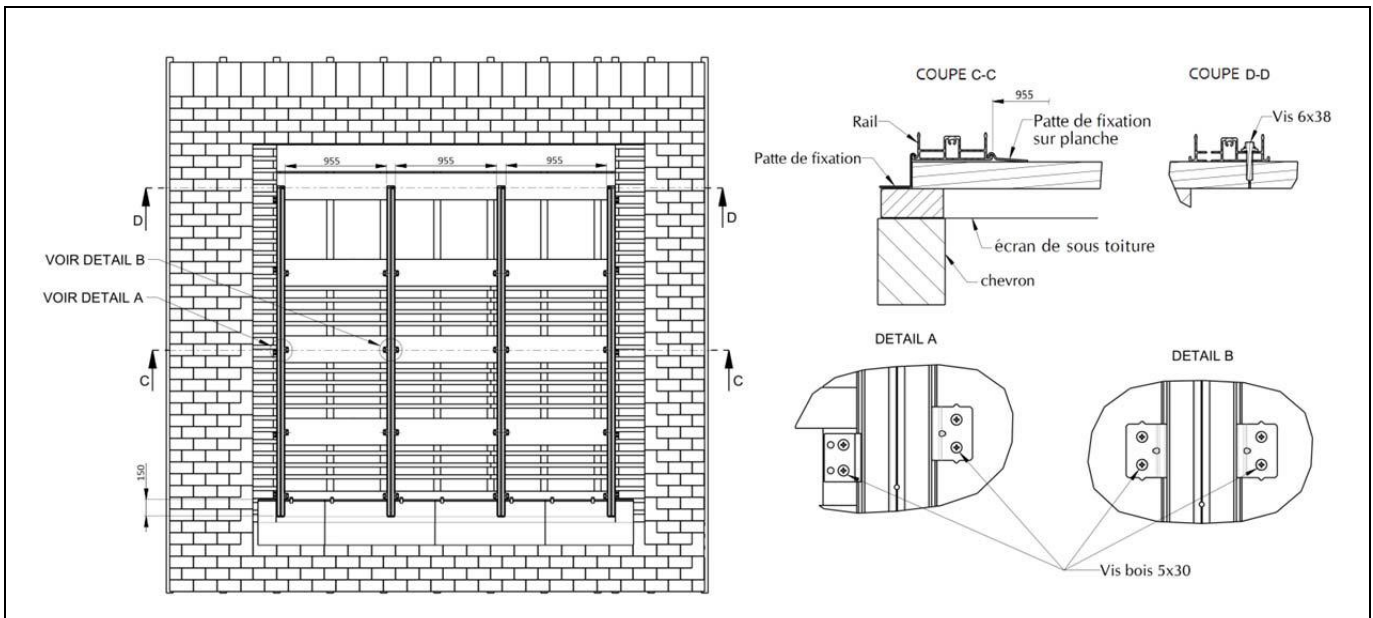 955
955
955
D
D
VOIR DETAIL B
VOIR DETAIL A
C
C
150
COUPE C-C
955
Rail
Patte de fixation
sur planche
Patte de fixation
écran de sous toiture
chevron
COUPE D-D
Vis 6x38
DETAIL A
DETAIL B
Vis bois 5x30